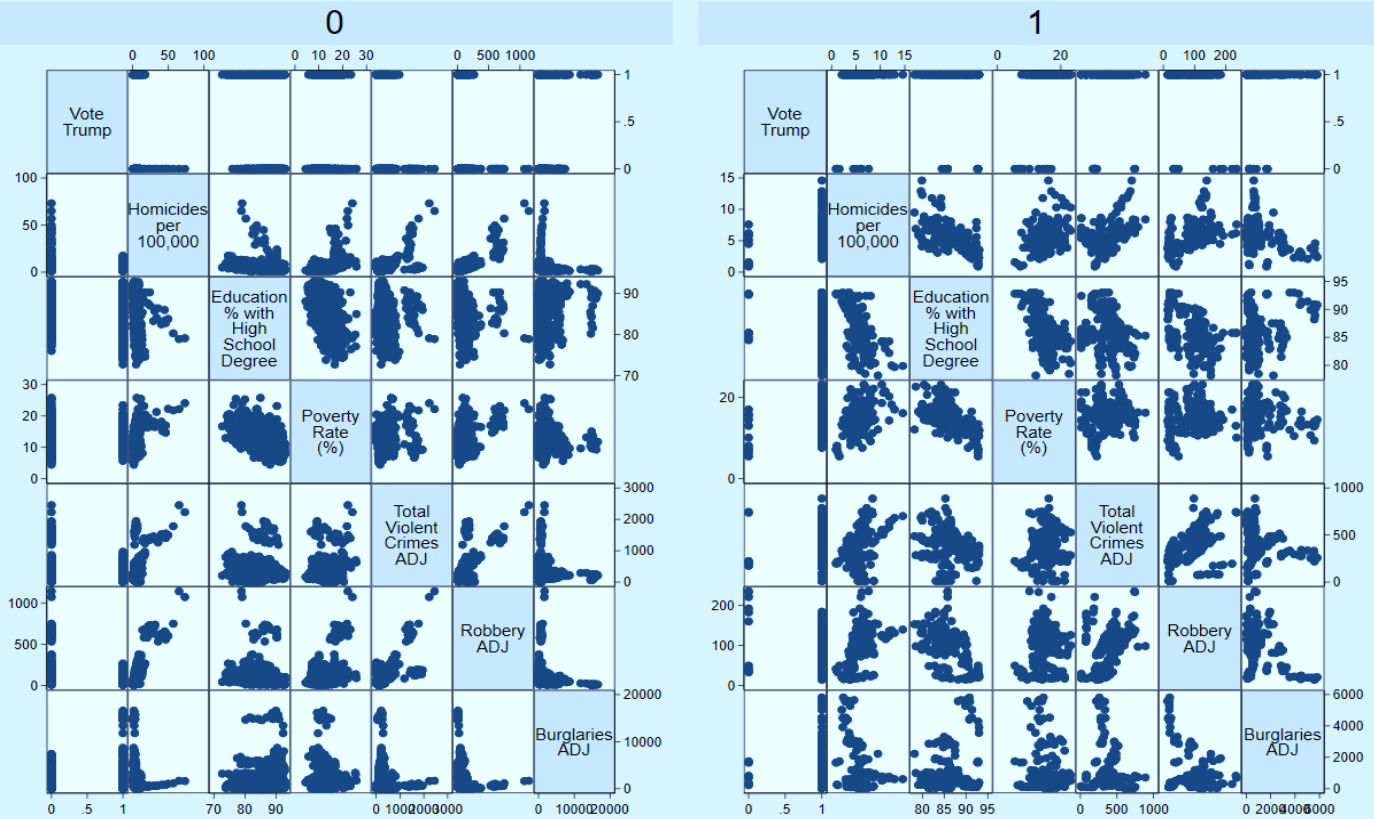 0
1
0 50 100
0 10 20 30
0 500 1000
0 5 10 15
0 20
0 100 200
Vote
Trump
1
.5
0
Vote
Trump
1
.5
0
100
50
0
Homicides
per
100,000
15
10
5
0
Homicides
per
100,000
Education
% with
High
School
Degree
90
80
70
Education
% with
High
School
Degree
95
90
85
80
30
20
10
0
Poverty
Rate
(%)
20
0
Poverty
Rate
(%)
Total
Violent
Crimes
ADJ
3000
2000
1000
0
Total
Violent
Crimes
ADJ
1000
500
0
1000
500
0
Robbery
ADJ
200
100
0
Robbery
ADJ
Burglaries
ADJ
20000
10000
0
Burglaries
ADJ
6000
4000
2000
0
0 .5 1
70 80 90
0 1000 2000 3000
0 10000 20000
0 .5 1
80 85 90 95
0 500 1000
0 2000 4000 6000